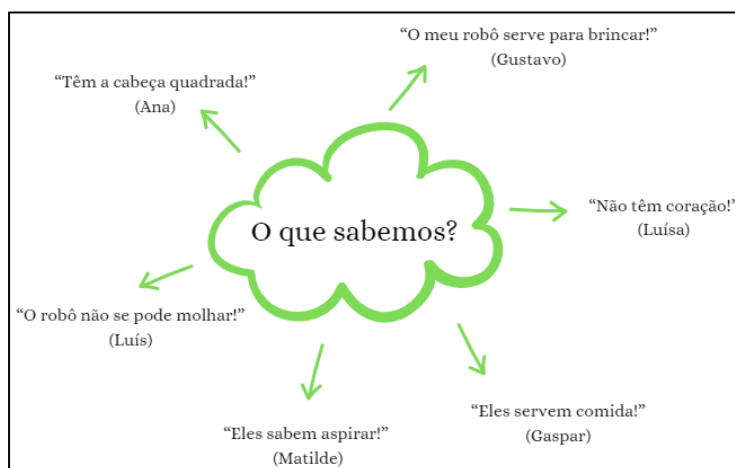 “O meu robô serve para brincar!”
(Gustavo)
“Têm a cabeça quadrada!”
(Ana)
“Não têm coração!”
(Luísa)
O que sabemos?
“O robô não se pode molhar!”
(Luís)
“Eles servem comida!”
(Gaspar)
“Eles sabem aspirar!”
(Matilde)